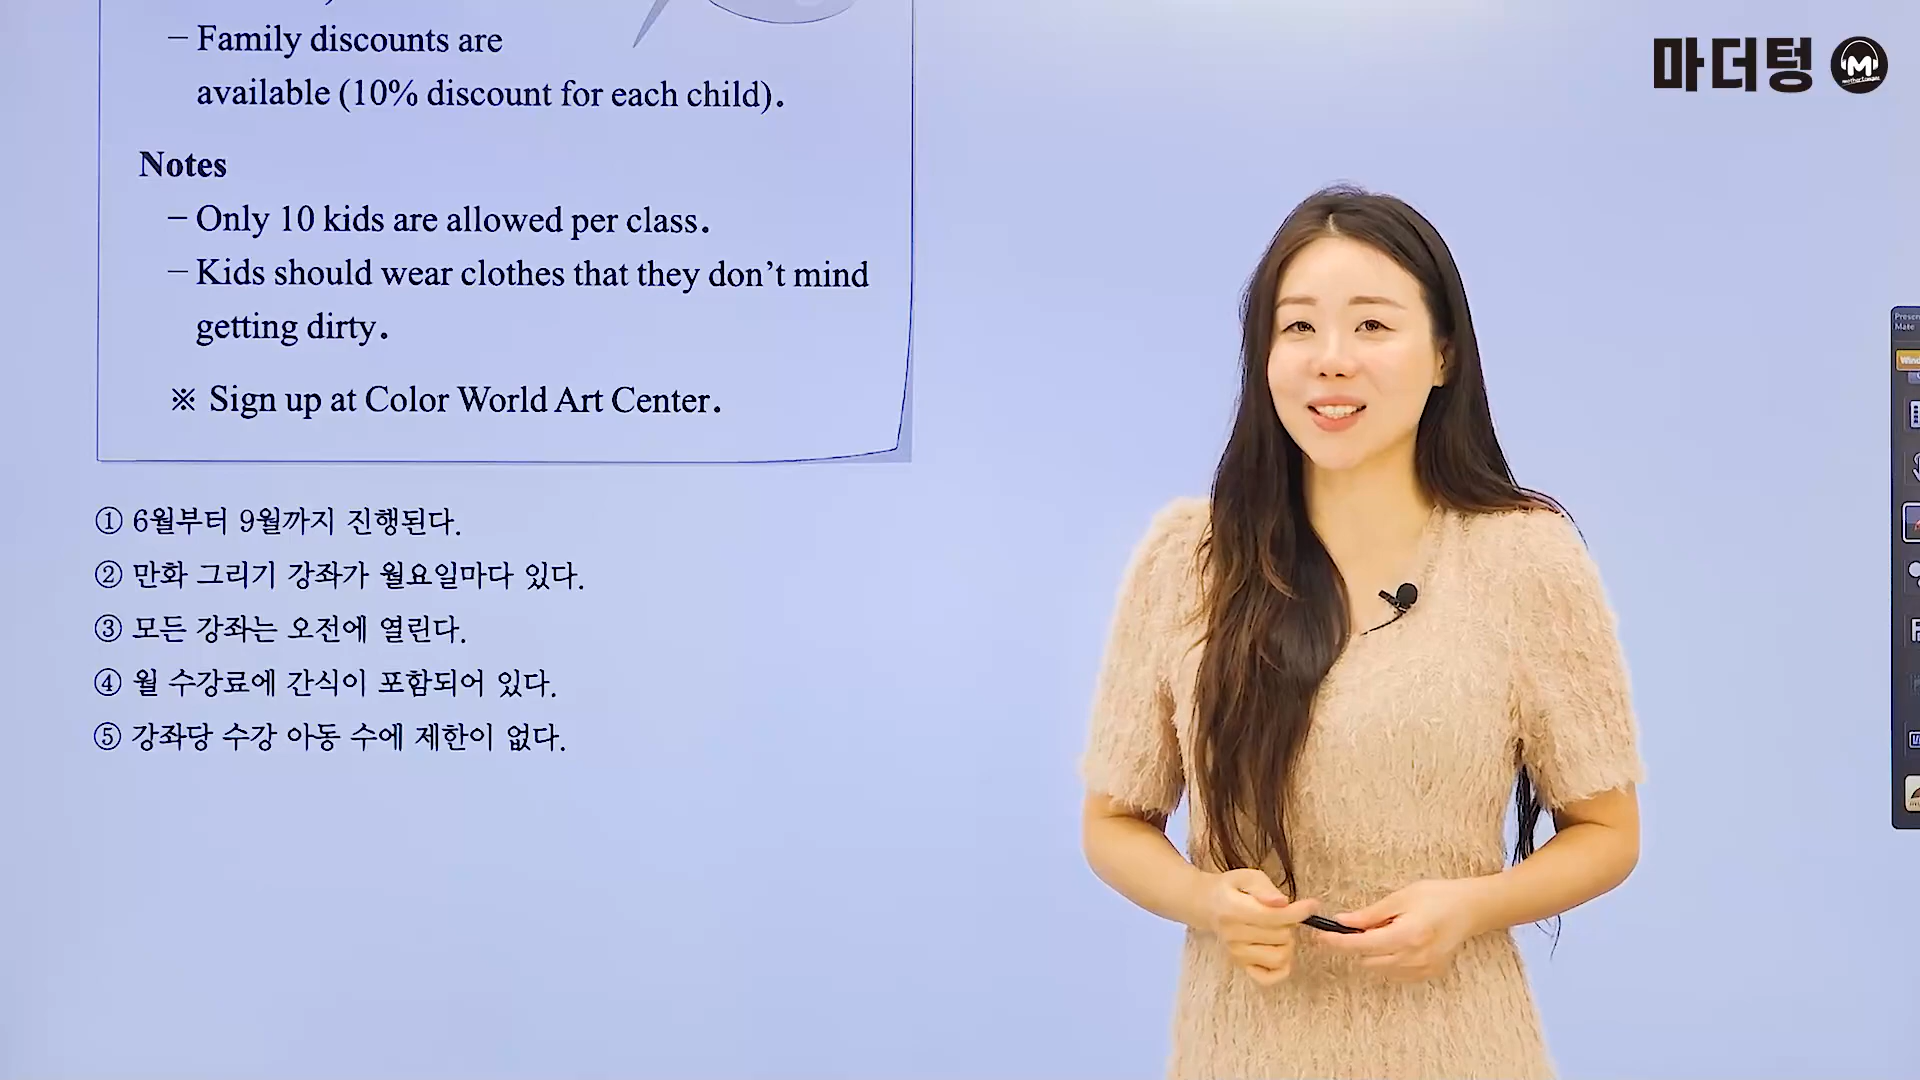 – Family discounts are
available (10% discount for each child).
Notes
– Only 10 kids are allowed per class.
– Kids should wear clothes that they don’t mind
getting dirty.
※ Sign up at Color World Art Center.
① 6월부터 9월까지 진행된다.
② 만화 그리기 강좌가 월요일마다 있다.
③ 모든 강좌는 오전에 열린다.
④ 월 수강료에 간식이 포함되어 있다.
⑤ 강좌당 수강 아동 수에 제한이 없다.
마더텅 M